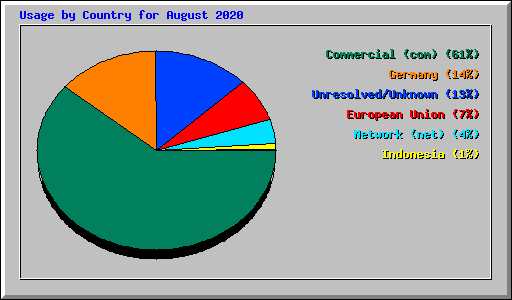 Usage by Country for August 2020
Commercial (com) (61%)
Germany (14%)
Unresolved/Unknown (13%)
European Union (7%)
Network (net) (4%)
Indonesia (1%)